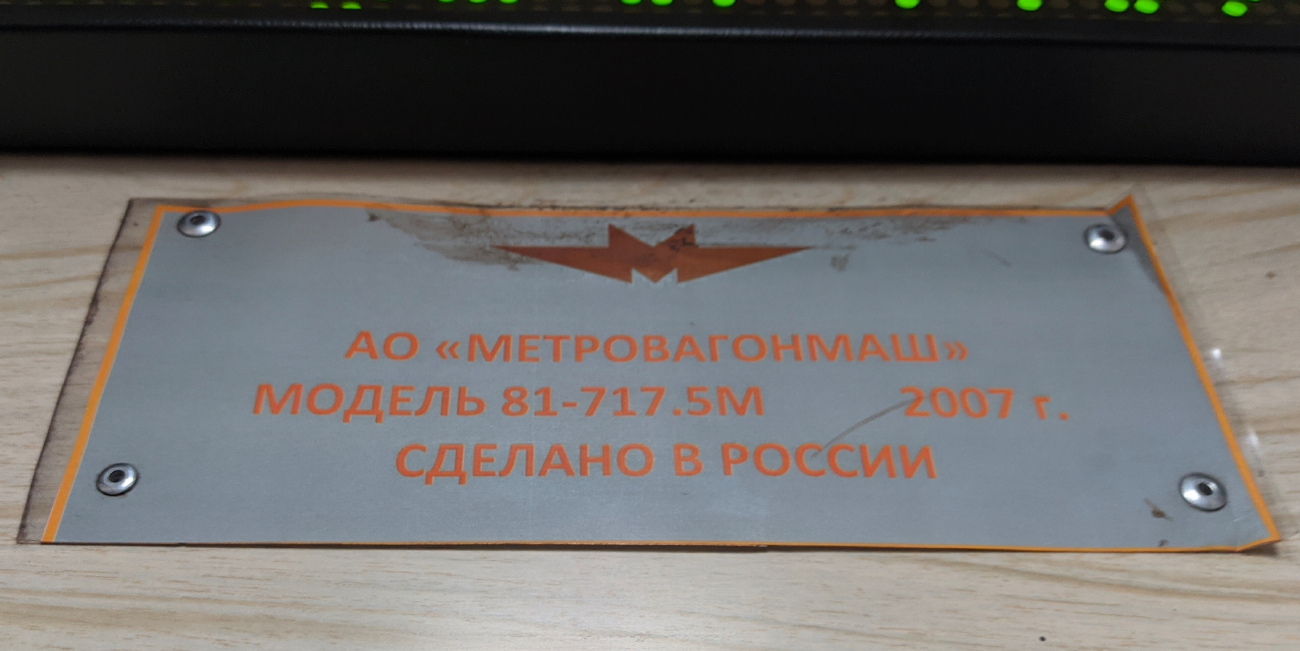 АО «МЕТРОВАГОНМАШ»
МОДЕЛЬ 81-717.5М 2007 г.
СДЕЛАНО В РОССИИ